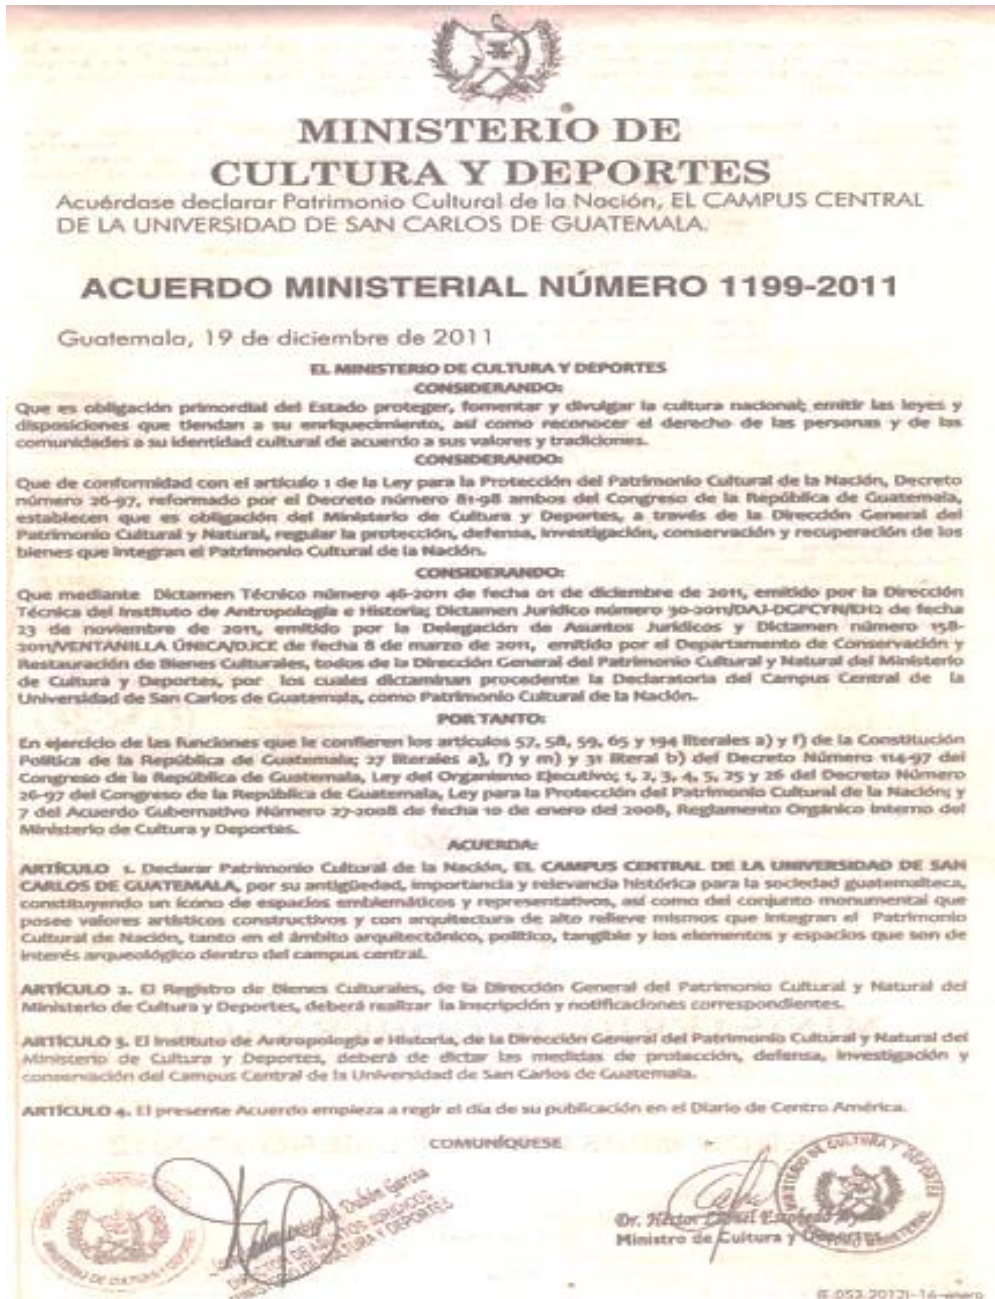 MINISTERIO DE
CULTURA Y DEPORTES
Acuérdase declarar Patrimonio Cultural de la Nación, EL CAMPUS CENTRAL
DE LA UNIVERSIDAD DE SAN CARLOS DE GUATEMALA.
ACUERDO MINISTERIAL NÚMERO 1199-2011
Guatemala, 19 de diciembre de 2011
EL MINISTERIO DE CULTURA Y DEPORTES
CONSIDERANDO:
Que es obligación primordial del Estado proteger, fomentar y divulgar la cultura nacional; emitir las leyes y
disposiciones que tiendan a su enriquecimiento, así como reconocer el derecho de las personas y de las
comunidades a su identidad cultural de acuerdo a sus valores y tradiciones.
CONSIDERANDO:
Que de conformidad con el artículo 1 de la Ley para la Protección del Patrimonio Cultural de la Nación, Decreto
número 26-97, reformado por el Decreto número 81-98 ambos del Congreso de la República de Guatemala,
establecen que es obligación del Ministerio de Cultura y Deportes, a través de la Dirección General del
Patrimonio Cultural y Natural, regular la protección, defensa, investigación, conservación y recuperación de los
bienes que integran el Patrimonio Cultural de la Nación.
CONSIDERANDO:
Que mediante Dictamen Técnico número 46-2011 de fecha 01 de diciembre de 2011, emitido por la Dirección
Técnica del Instituto de Antropología e Historia; Dictamen Jurídico número 30-2011/DAJ-DGPCYN/EH2 de fecha
23 de noviembre de 2011, emitido por la Delegación de Asuntos Jurídicos y Dictamen número 158-
2011/VENTANILLA ÚNICA/DJCE de fecha 8 de marzo de 2011, emitido por el Departamento de Conservación y
Restauración de Bienes Culturales, todos de la Dirección General del Patrimonio Cultural y Natural del Ministerio
de Cultura y Deportes, por los cuales dictaminan procedente la Declaratoria del Campus Central de la
Universidad de San Carlos de Guatemala, como Patrimonio Cultural de la Nación.
POR TANTO:
En ejercicio de las funciones que le confieren los artículos 57, 58, 59, 65 y 194 literales a) y f) de la Constitución
Política de la República de Guatemala; 27 literales a), f) y m) y 31 literal b) del Decreto Número 114-97 del
Congreso de la República de Guatemala, Ley del Organismo Ejecutivo; 1, 2, 3, 4, 5, 25 y 26 del Decreto Número
26-97 del Congreso de la República de Guatemala, Ley para la Protección del Patrimonio Cultural de la Nación; y
7 del Acuerdo Gubernativo Número 27-2008 de fecha 10 de enero del 2008, Reglamento Orgánico Interno del
Ministerio de Cultura y Deportes.
ACUERDA:
ARTÍCULO 1. Declarar Patrimonio Cultural de la Nación, EL CAMPUS CENTRAL DE LA UNIVERSIDAD DE SAN
CARLOS DE GUATEMALA, por su antigüedad, importancia y relevancia histórica para la sociedad guatemalteca,
constituyendo un ícono de espacios emblemáticos y representativos, así como del conjunto monumental que
posee valores artísticos constructivos y con arquitectura de alto relieve mismos que integran el Patrimonio
Cultural de Nación, tanto en el ámbito arquitectónico, político, tangible y los elementos y espacios que son de
interés arqueológico dentro del campus central.
ARTÍCULO 2. El Registro de Bienes Culturales, de la Dirección General del Patrimonio Cultural y Natural del
Ministerio de Cultura y Deportes, deberá realizar la inscripción y notificaciones correspondientes.
ARTÍCULO 3. El Instituto de Antropología e Historia, de la Dirección General del Patrimonio Cultural y Natural del
Ministerio de Cultura y Deportes, deberá de dictar las medidas de protección, defensa, investigación y
conservación del Campus Central de la Universidad de San Carlos de Guatemala.
ARTÍCULO 4. El presente Acuerdo empieza a regir el día de su publicación en el Diario de Centro América.
COMUNÍQUESE
Dubón García
DIRECTOR DE ASUNTOS JURIDICOS
MINISTERIO DE CULTURA Y DEPORTES
MINISTERIO DE CULTURA Y DEPORTES
Dr. Héctor
Ministro de Cultura y Deportes
(E-053-2012)-16-enero